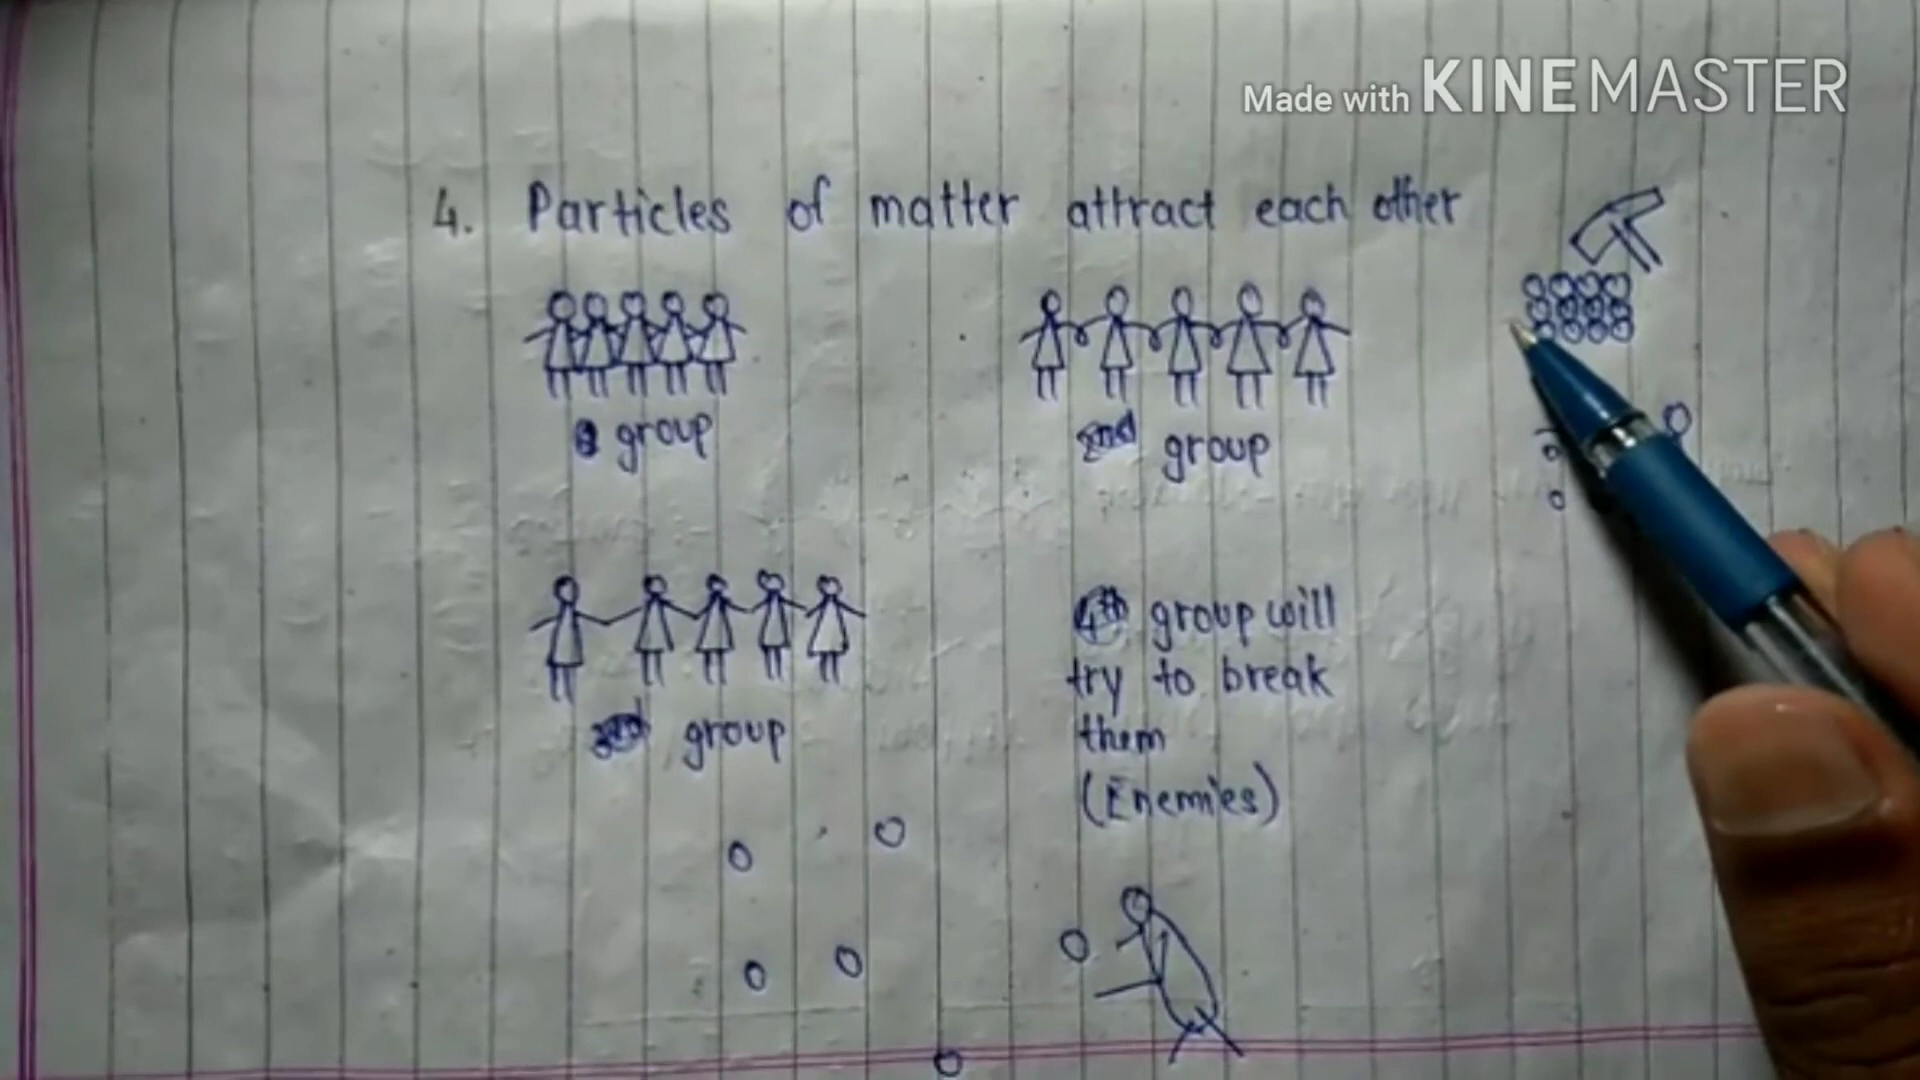 Made with KINEMASTER
4. Particles of matter attract each other
group
2nd group
3rd group
4th group will
try to break
them
(Enemies)